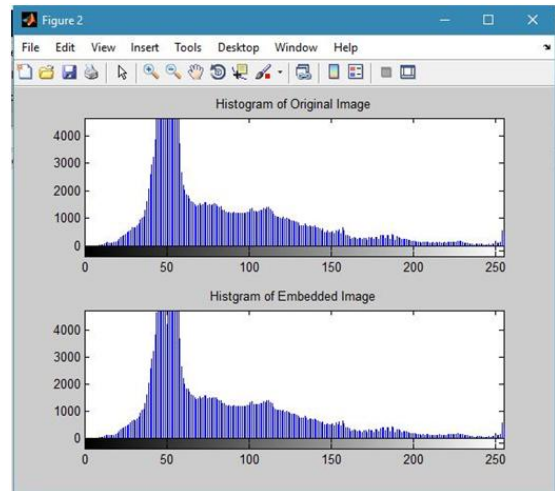 Figure 2
File Edit View Insert Tools Desktop Window Help
Histogram of Original Image
4000
3000
2000
1000
0
0 50 100 150 200 250
Histgram of Embedded Image
4000
3000
2000
1000
0
0 50 100 150 200 250